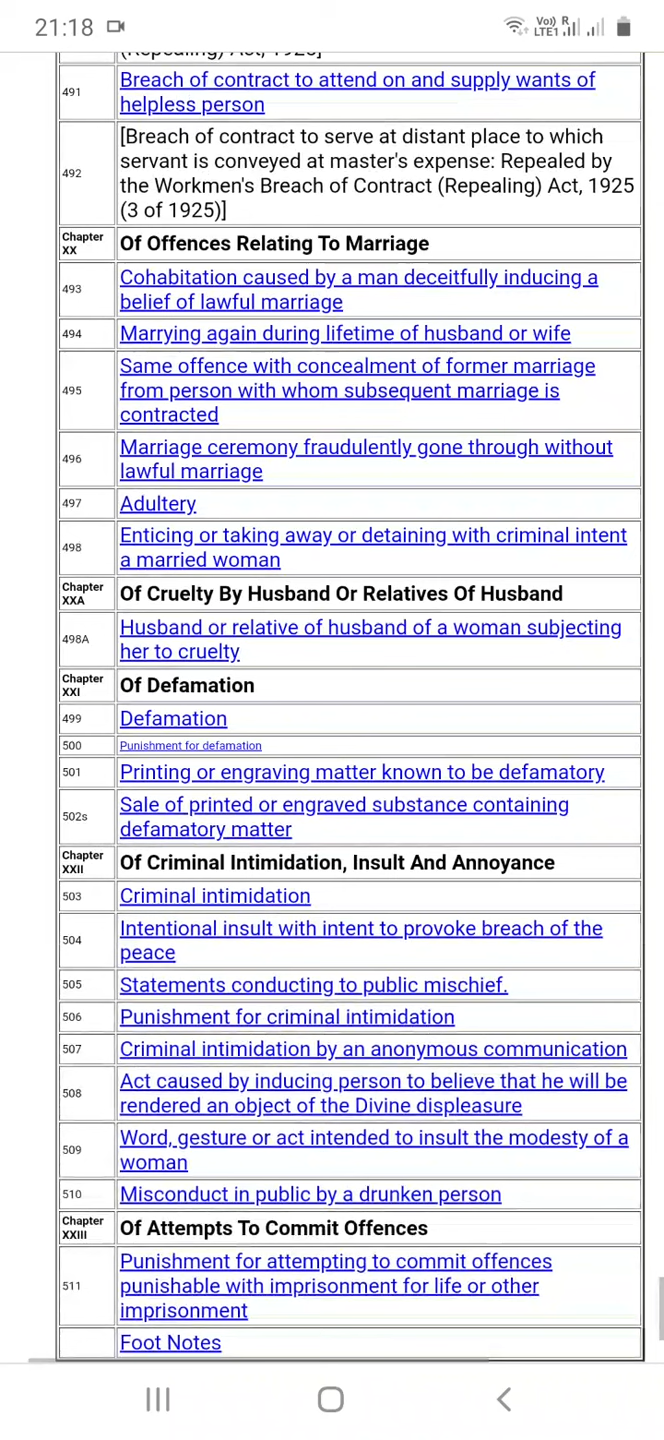 21:18
Vo) R
LTE1
(Repealing) Act, 1925]
491 Breach of contract to attend on and supply wants of
helpless person
492 [Breach of contract to serve at distant place to which
servant is conveyed at master's expense: Repealed by
the Workmen's Breach of Contract (Repealing) Act, 1925
(3 of 1925)]
Chapter
XX
Of Offences Relating To Marriage
493 Cohabitation caused by a man deceitfully inducing a
belief of lawful marriage
494 Marrying again during lifetime of husband or wife
495 Same offence with concealment of former marriage
from person with whom subsequent marriage is
contracted
496 Marriage ceremony fraudulently gone through without
lawful marriage
497 Adultery
498 Enticing or taking away or detaining with criminal intent
a married woman
Chapter
XXA
Of Cruelty By Husband Or Relatives Of Husband
498A Husband or relative of husband of a woman subjecting
her to cruelty
Chapter
XXI
Of Defamation
499 Defamation
500 Punishment for defamation
501 Printing or engraving matter known to be defamatory
502s Sale of printed or engraved substance containing
defamatory matter
Chapter
XXII
Of Criminal Intimidation, Insult And Annoyance
503 Criminal intimidation
504 Intentional insult with intent to provoke breach of the
peace
505 Statements conducting to public mischief.
506 Punishment for criminal intimidation
507 Criminal intimidation by an anonymous communication
508 Act caused by inducing person to believe that he will be
rendered an object of the Divine displeasure
509 Word, gesture or act intended to insult the modesty of a
woman
510 Misconduct in public by a drunken person
Chapter
XXIII
Of Attempts To Commit Offences
511 Punishment for attempting to commit offences
punishable with imprisonment for life or other
imprisonment
Foot Notes